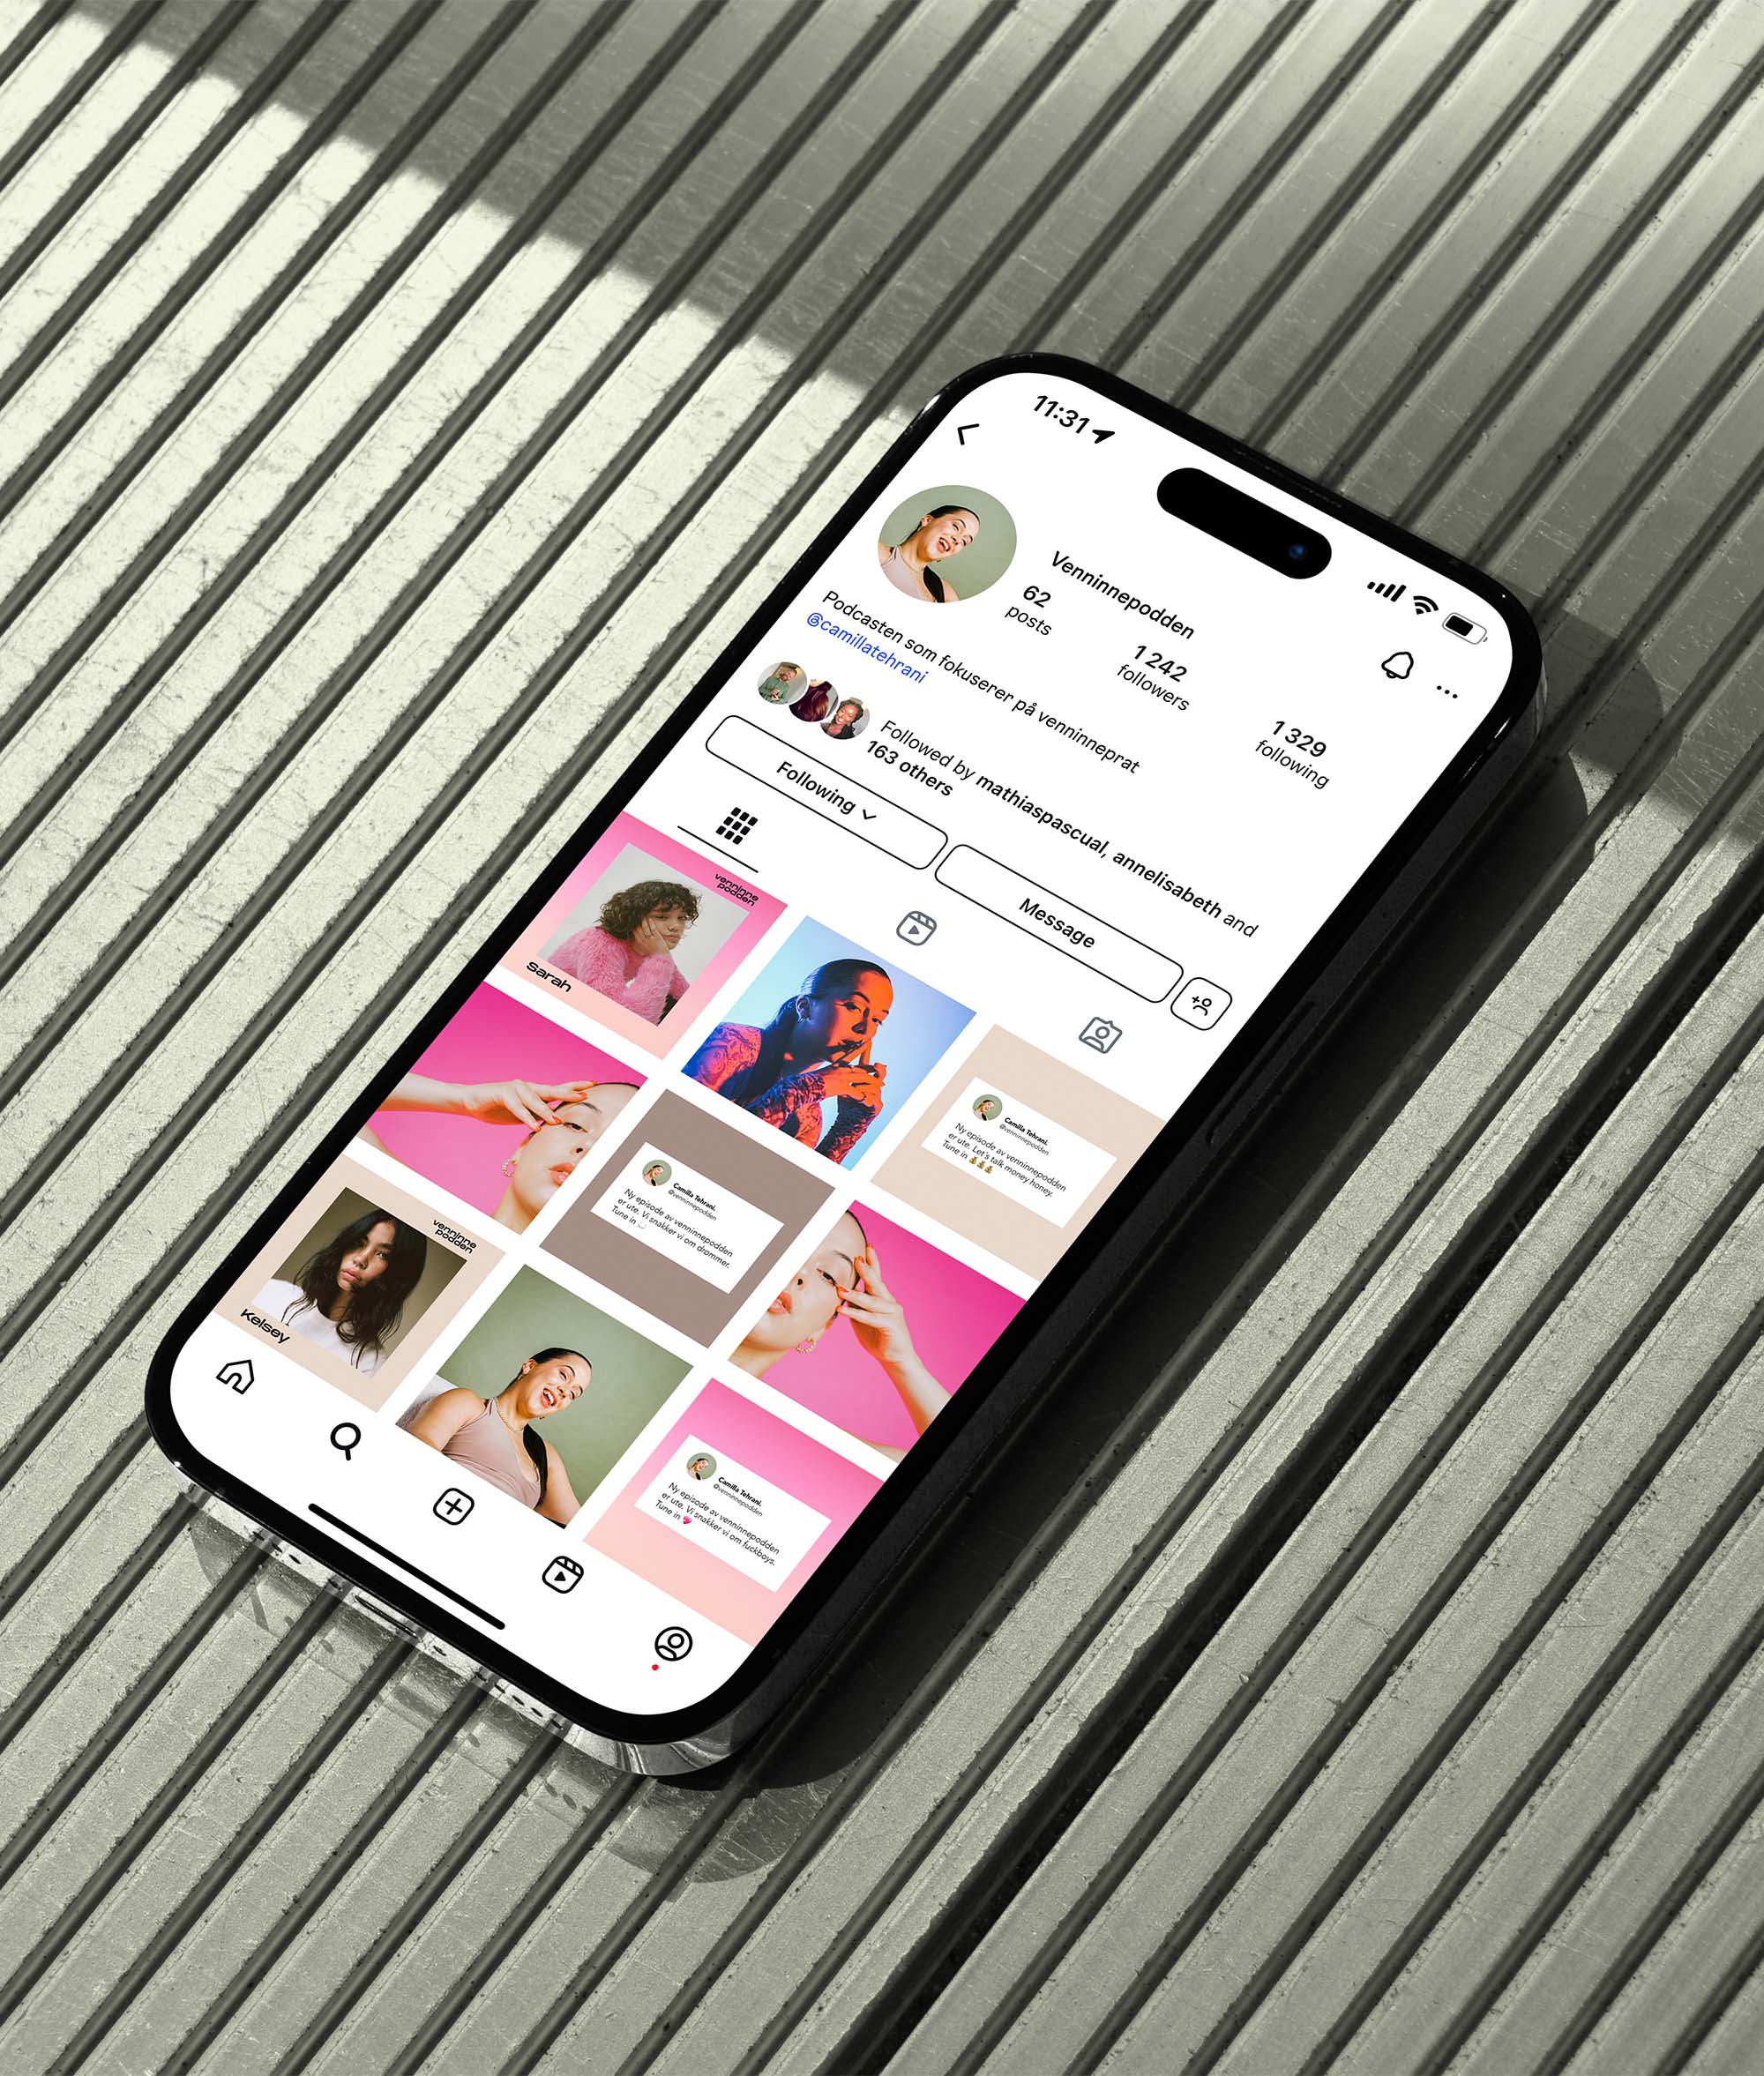 11:31
Venninnepodden
62
posts
1 242
followers
1 329
following
Podcasten som fokuserer på venninneprat
@camillatehrani
Followed by mathiaspascual, annelisabeth and
163 others
Following
Message
venninne
podden
Sarah
Camilla Tehrani.
@venninnepodden
Ny episode av venninnepodden
er ute. Let's talk money honey.
Tune in 💰💰💰
Camilla Tehrani.
@venninnepodden
Ny episode av venninnepodden
er ute. Vi snakker vi om drømmer.
Tune in
venninne
podden
Kelsey
Camilla Tehrani.
@venninnepodden
Ny episode av venninnepodden
er ute. Vi snakker vi om fuckboys.
Tune in 💘